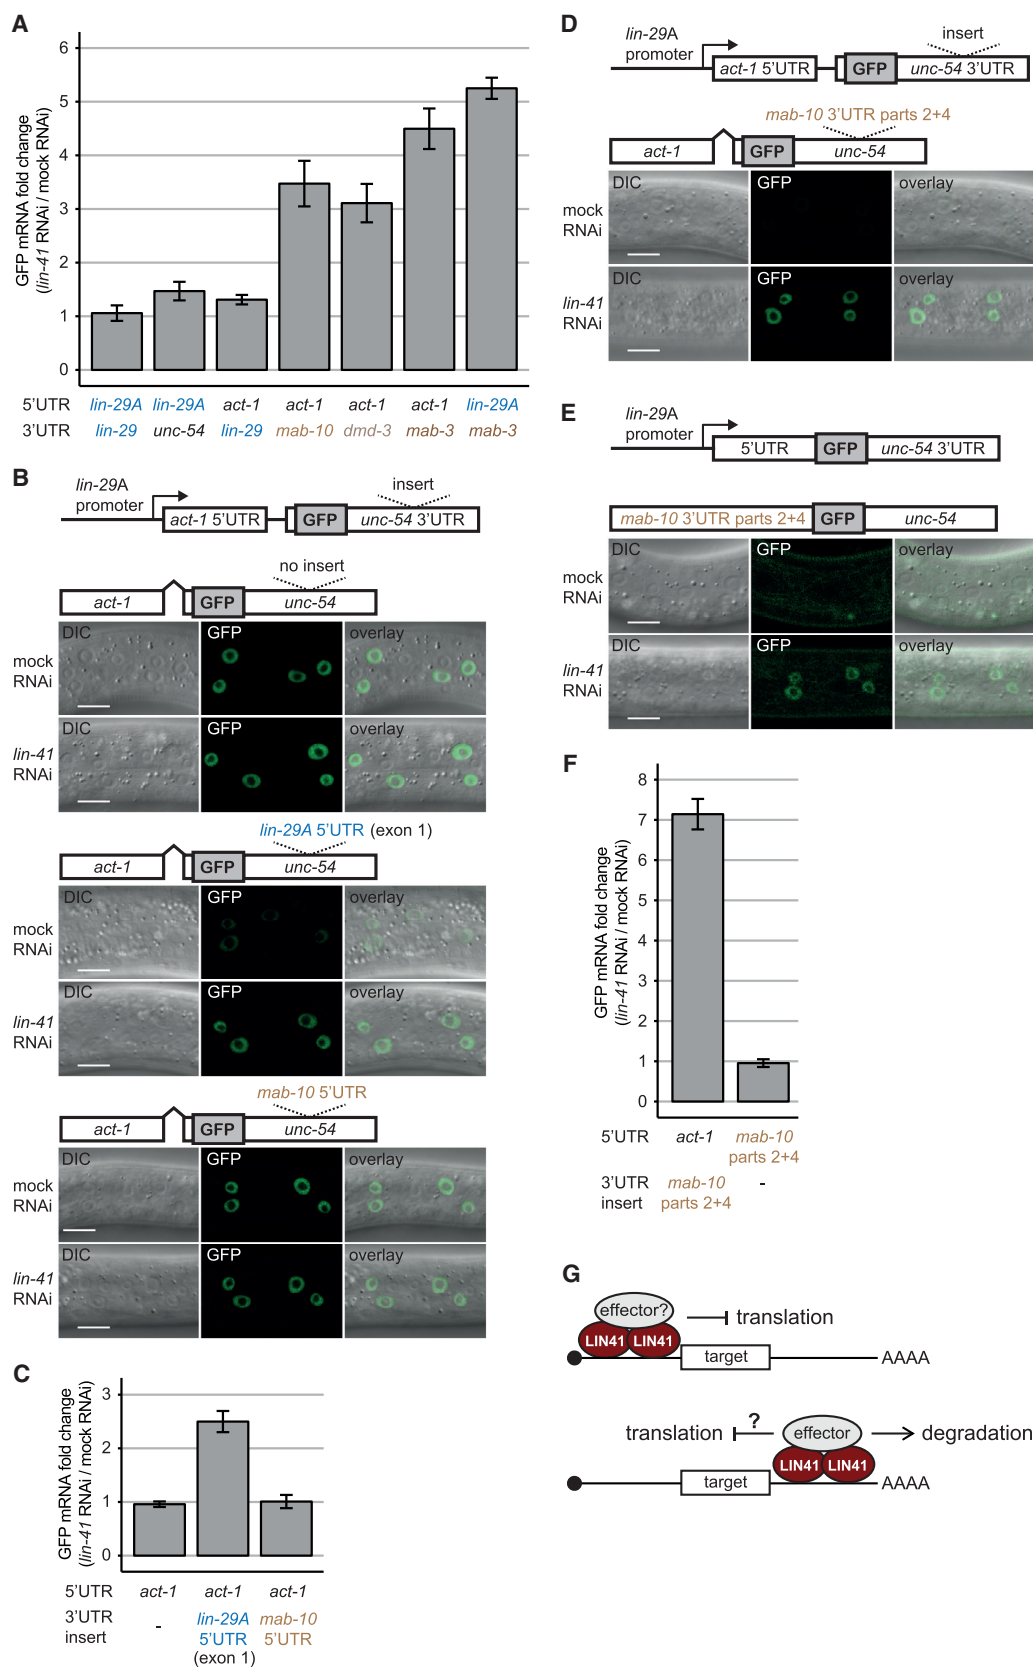 A
GFP mRNA fold change
(lin-41 RNAi / mock RNAi)
6
5
4
3
2
1
0
5'UTR lin-29A lin-29A act-1 act-1 act-1 act-1 lin-29A
3'UTR lin-29 unc-54 lin-29 mab-10 dmd-3 mab-3 mab-3
B
lin-29A
promoter
insert
act-1 5'UTR GFP unc-54 3'UTR
no insert
act-1 GFP unc-54
mock
RNAi
DIC GFP overlay
lin-41
RNAi
DIC GFP overlay
lin-29A 5'UTR (exon 1)
act-1 GFP unc-54
mock
RNAi
DIC GFP overlay
lin-41
RNAi
DIC GFP overlay
mab-10 5'UTR
act-1 GFP unc-54
mock
RNAi
DIC GFP overlay
lin-41
RNAi
DIC GFP overlay
C
GFP mRNA fold change
(lin-41 RNAi / mock RNAi)
3
2
1
0
5'UTR act-1 act-1 act-1
3'UTR - lin-29A mab-10
insert 5'UTR 5'UTR
(exon 1)
D
lin-29A
promoter
insert
act-1 5'UTR GFP unc-54 3'UTR
mab-10 3'UTR parts 2+4
act-1 GFP unc-54
mock
RNAi
DIC GFP overlay
lin-41
RNAi
DIC GFP overlay
E
lin-29A
promoter
5'UTR GFP unc-54 3'UTR
mab-10 3'UTR parts 2+4 GFP unc-54
mock
RNAi
DIC GFP overlay
lin-41
RNAi
DIC GFP overlay
F
GFP mRNA fold change
(lin-41 RNAi / mock RNAi)
8
7
6
5
4
3
2
1
0
5'UTR act-1 mab-10
parts 2+4
3'UTR mab-10 -
insert parts 2+4
G
effector?
LIN41 LIN41
translation
target
AAAA
translation ? effector degradation
LIN41 LIN41
target
AAAA